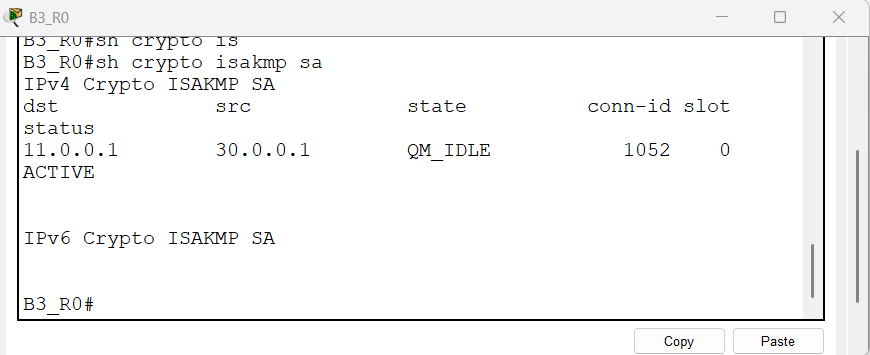 B3_R0
B3_R0#sh crypto is
B3_R0#sh crypto isakmp sa
IPv4 Crypto ISAKMP SA
dst src state conn-id slot
status
11.0.0.1 30.0.0.1 QM_IDLE 1052 0
ACTIVE
IPv6 Crypto ISAKMP SA
B3_R0#
Copy Paste